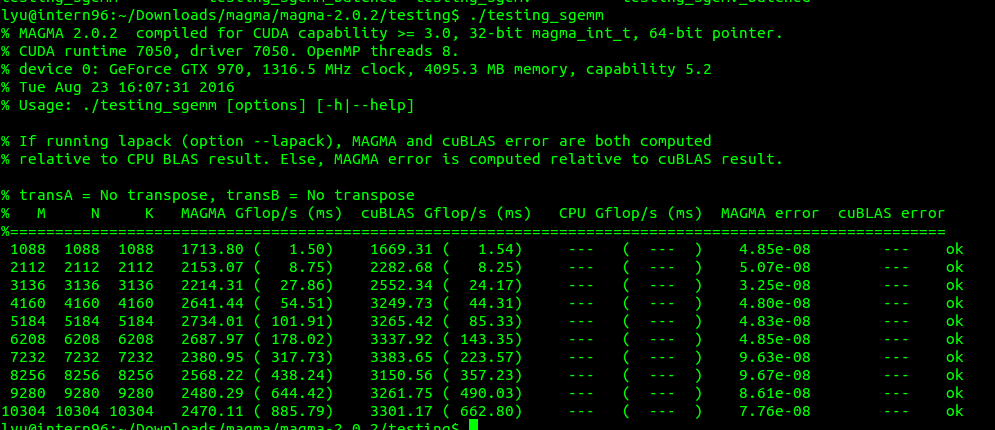 lyu@intern96:~/Downloads/magma/magma-2.0.2/testing$ ./testing_sgemm
% MAGMA 2.0.2  compiled for CUDA capability >= 3.0, 32-bit magma_int_t, 64-bit pointer.
% CUDA runtime 7050, driver 7050. OpenMP threads 8.
% device 0: GeForce GTX 970, 1316.5 MHz clock, 4095.3 MB memory, capability 5.2
% Tue Aug 23 16:07:31 2016
% Usage: ./testing_sgemm [options] [-h|--help]

% If running lapack (option --lapack), MAGMA and cuBLAS error are both computed
% relative to CPU BLAS result. Else, MAGMA error is computed relative to cuBLAS result.

% transA = No transpose, transB = No transpose
%   M     N     K   MAGMA Gflop/s (ms)  cuBLAS Gflop/s (ms)   CPU Gflop/s (ms)  MAGMA error  cuBLAS error
%========================================================================================================
 1088  1088  1088   1713.80 (   1.50)    1669.31 (   1.54)     ---   (  ---  )    4.85e-08        ---    ok
 2112  2112  2112   2153.07 (   8.75)    2282.68 (   8.25)     ---   (  ---  )    5.07e-08        ---    ok
 3136  3136  3136   2214.31 (  27.86)    2552.34 (  24.17)     ---   (  ---  )    3.25e-08        ---    ok
 4160  4160  4160   2641.44 (  54.51)    3249.73 (  44.31)     ---   (  ---  )    4.80e-08        ---    ok
 5184  5184  5184   2734.01 ( 101.91)    3265.42 (  85.33)     ---   (  ---  )    4.83e-08        ---    ok
 6208  6208  6208   2687.97 ( 178.02)    3337.92 ( 143.35)     ---   (  ---  )    4.85e-08        ---    ok
 7232  7232  7232   2380.95 ( 317.73)    3383.65 ( 223.57)     ---   (  ---  )    9.63e-08        ---    ok
 8256  8256  8256   2568.22 ( 438.24)    3150.56 ( 357.23)     ---   (  ---  )    9.67e-08        ---    ok
 9280  9280  9280   2480.29 ( 644.42)    3261.75 ( 490.03)     ---   (  ---  )    8.61e-08        ---    ok
10304 10304 10304   2470.11 ( 885.79)    3301.17 ( 662.80)     ---   (  ---  )    7.76e-08        ---    ok
lyu@intern96:~/Downloads/magma/magma-2.0.2/testing$